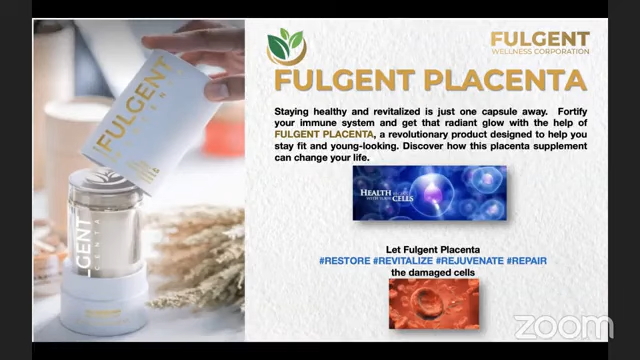 FULGENT
WELLNESS CORPORATION
FULGENT PLACENTA
Staying healthy and revitalized is just one capsule away. Fortify
your immune system and get that radiant glow with the help of
FULGENT PLACENTA, a revolutionary product designed to help you
stay fit and young-looking. Discover how this placenta supplement
can change your life.
HEALTH
CELLS
Let Fulgent Placenta
#RESTORE #REVITALIZE #REJUVENATE #REPAIR
the damaged cells
FULGENT
PLACENTA
LGENT
CENTA
zoom